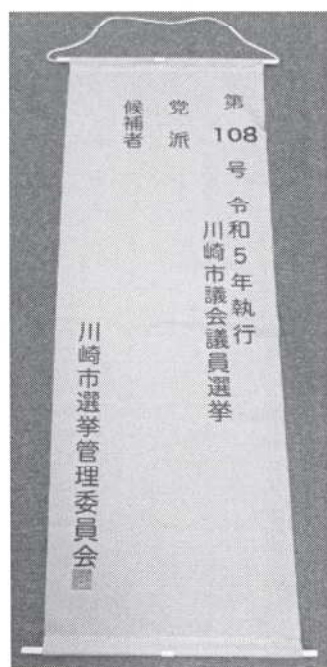 第108号 令和5年執行
川崎市議会議員選挙
党派
候補者
川崎市選挙管理委員会